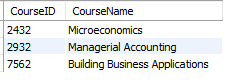 CourseID CourseName
2432 Microeconomics
2932 Managerial Accounting
7562 Building Business Applications